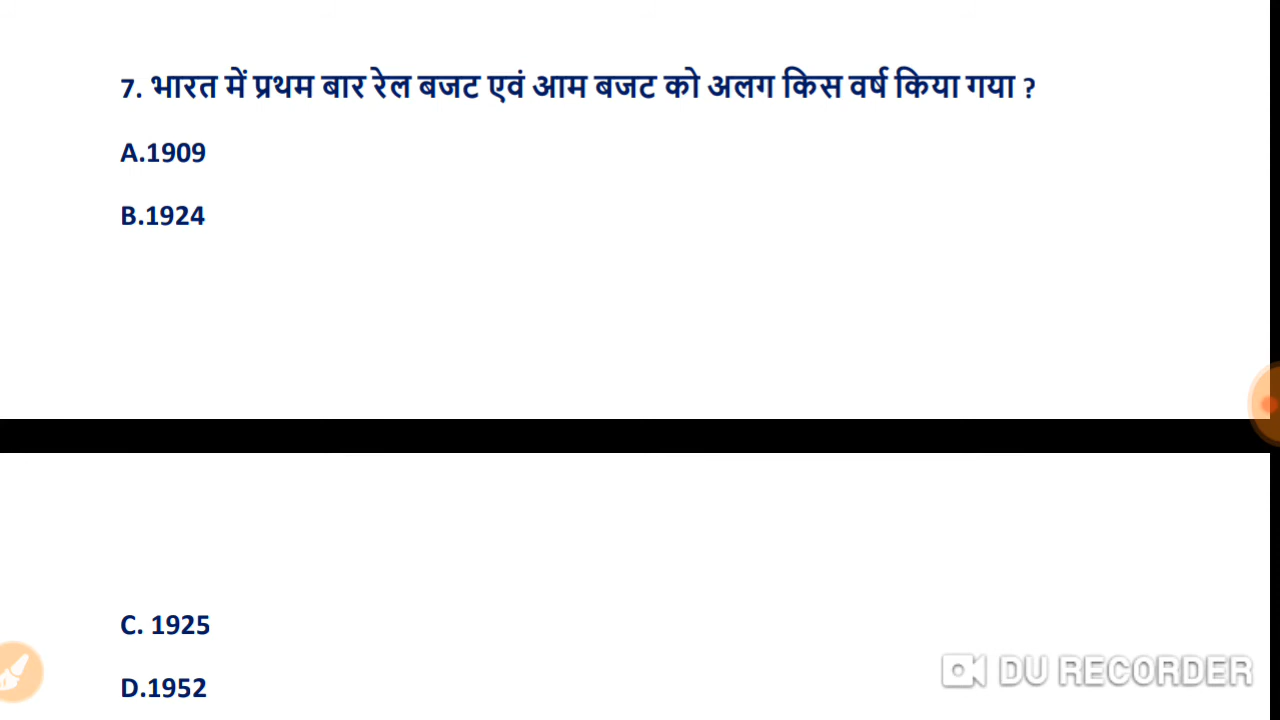 7. भारत में प्रथम बार रेल बजट एवं आम बजट को अलग किस वर्ष किया गया ?
A.1909
B.1924
C. 1925
D.1952
DU RECORDER